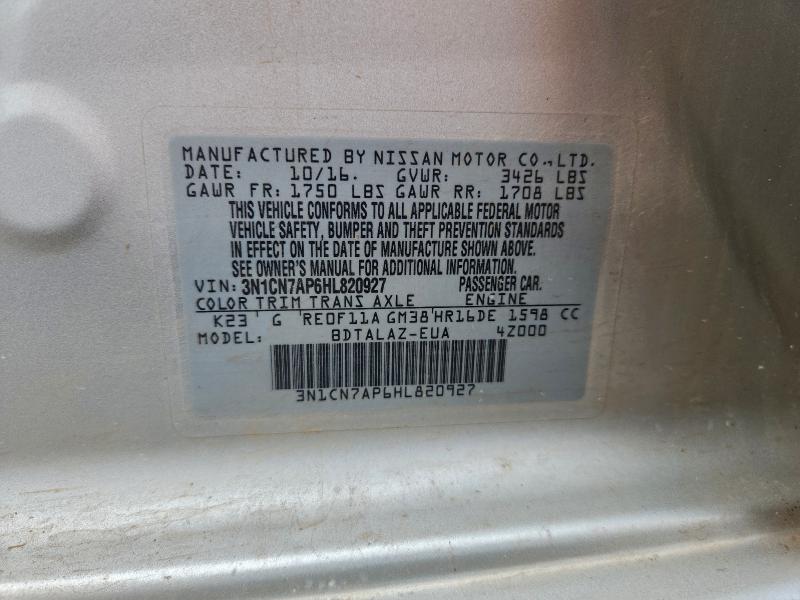 MANUFACTURED BY NISSAN MOTOR CO.,LTD.
DATE: 10/16. GVWR: 3426 LBS
GAWR FR: 1750 LBS GAWR RR: 1708 LBS
THIS VEHICLE CONFORMS TO ALL APPLICABLE FEDERAL MOTOR
VEHICLE SAFETY, BUMPER AND THEFT PREVENTION STANDARDS
IN EFFECT ON THE DATE OF MANUFACTURE SHOWN ABOVE.
SEE OWNER'S MANUAL FOR ADDITIONAL INFORMATION.
VIN: 3N1CN7AP6HL820927 PASSENGER CAR.
COLOR TRIM TRANS AXLE ENGINE
K23 G RE0F11A GM38 HR16DE 1598 CC
MODEL: BDTALAZ-EUA 4Z000
3N1CN7AP6HL820927